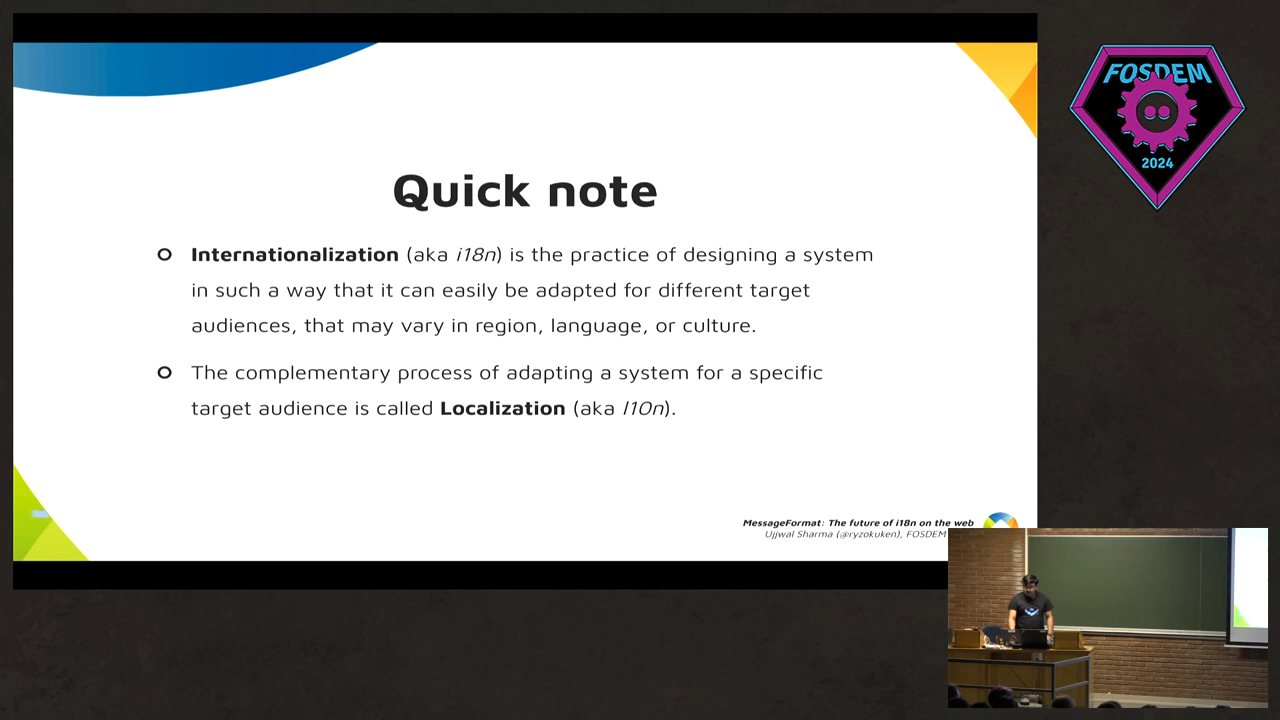 Quick note
Internationalization (aka i18n) is the practice of designing a system
in such a way that it can easily be adapted for different target
audiences, that may vary in region, language, or culture.
The complementary process of adapting a system for a specific
target audience is called Localization (aka l10n).
MessageFormat: The future of i18n on the web
Ujjwal Sharma (@ryzokuken), FOSDEM
FOSDEM
2024